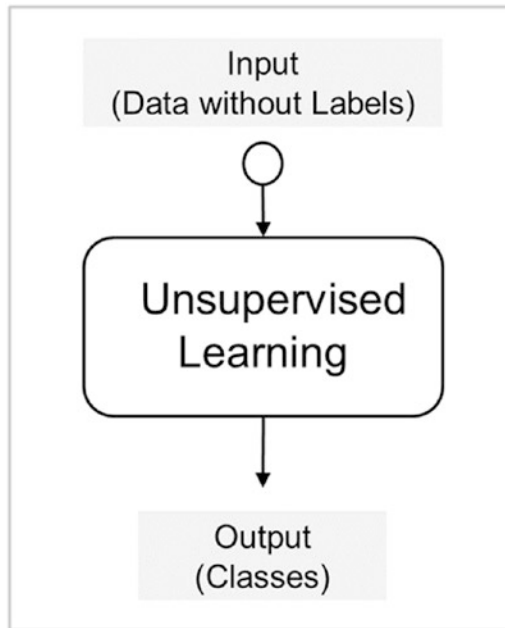 Input
(Data without Labels)
Unsupervised
Learning
Output
(Classes)